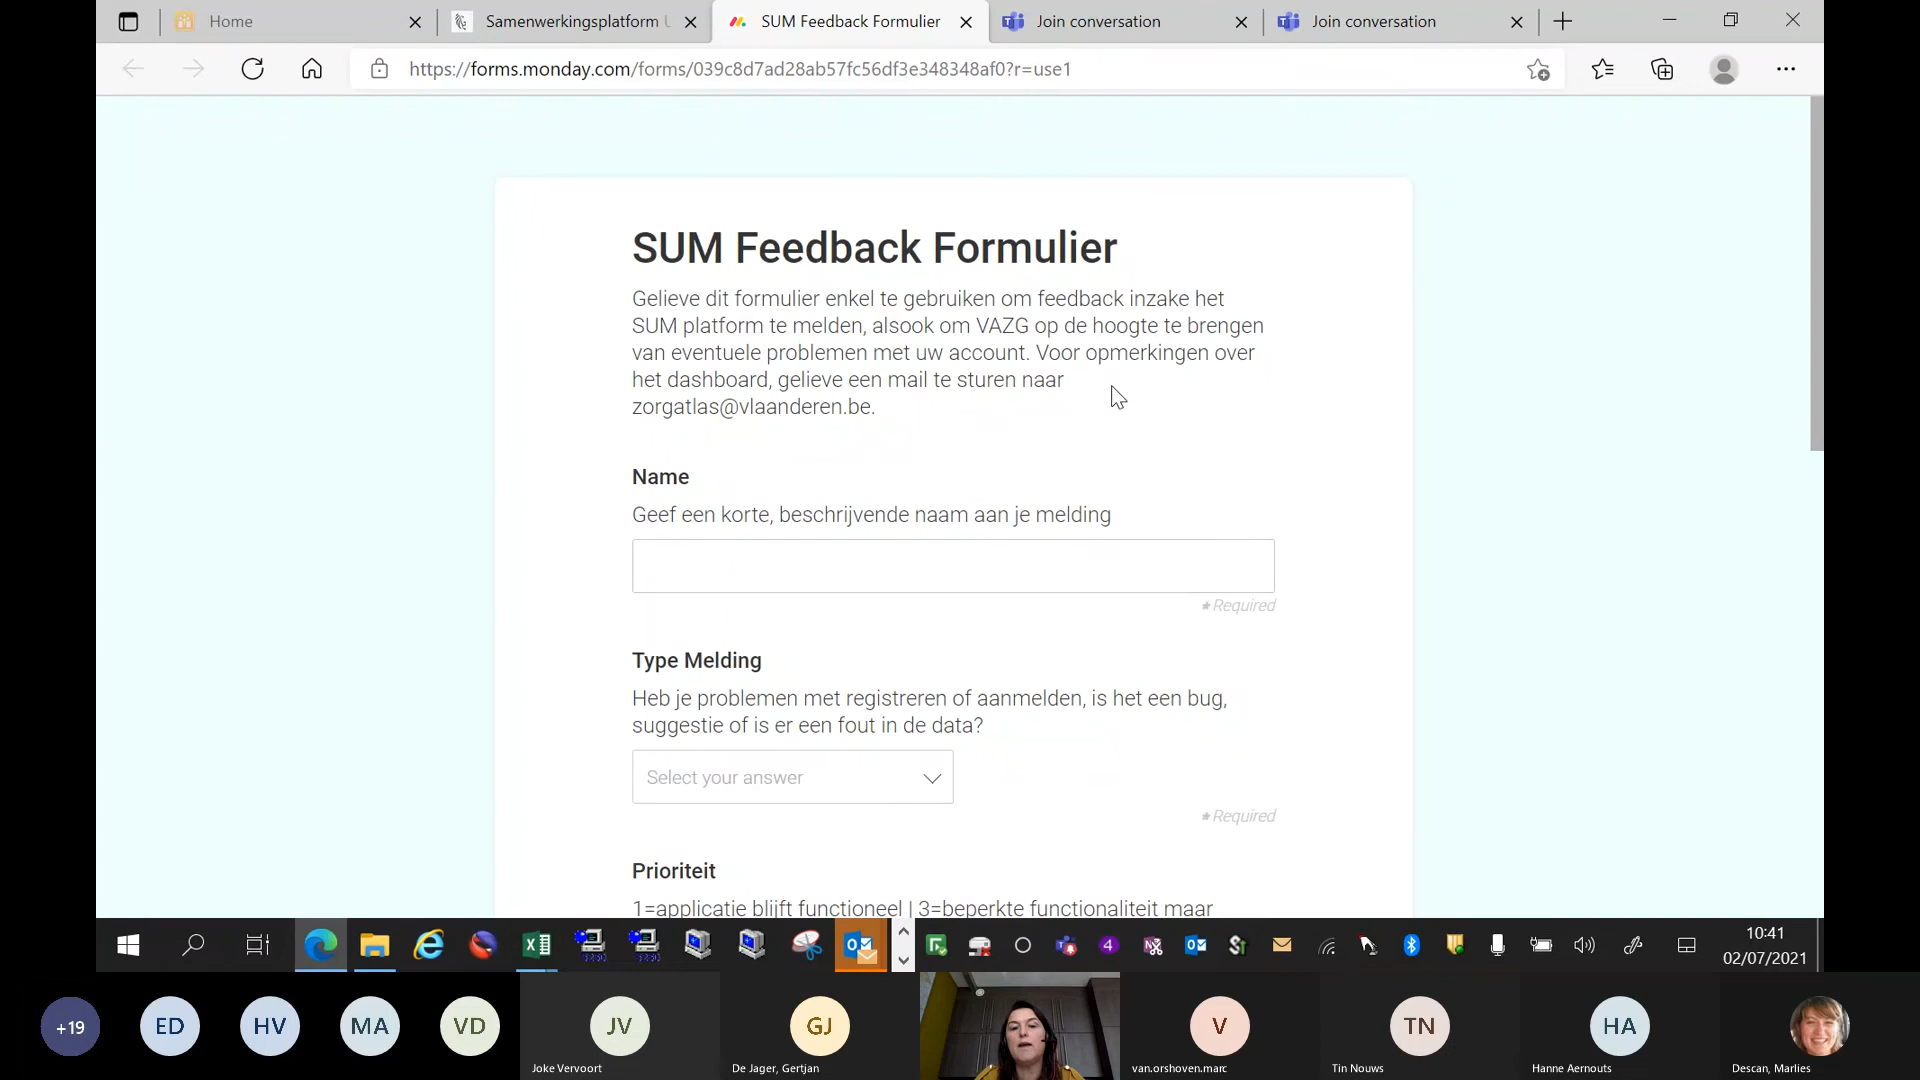 Home
Samenwerkingsplatform
SUM Feedback Formulier
Join conversation
Join conversation
https://forms.monday.com/forms/039c8d7ad28ab57fc56df3e348348af0?r=use1
SUM Feedback Formulier
Gelieve dit formulier enkel te gebruiken om feedback inzake het
SUM platform te melden, alsook om VAZG op de hoogte te brengen
van eventuele problemen met uw account. Voor opmerkingen over
het dashboard, gelieve een mail te sturen naar
zorgatlas@vlaanderen.be.
Name
Geef een korte, beschrijvende naam aan je melding
* Required
Type Melding
Heb je problemen met registreren of aanmelden, is het een bug,
suggestie of is er een fout in de data?
Select your answer
* Required
Prioriteit
1=applicatie blijft functioneel | 3=beperkte functionaliteit maar
4
10:41
02/07/2021
+19
ED
HV
MA
VD
JV
Joke Vervoort
GJ
De Jager, Gertjan
V
van.orshoven.marc
TN
Tin Nouws
HA
Hanne Aernouts
Descan, Marlies